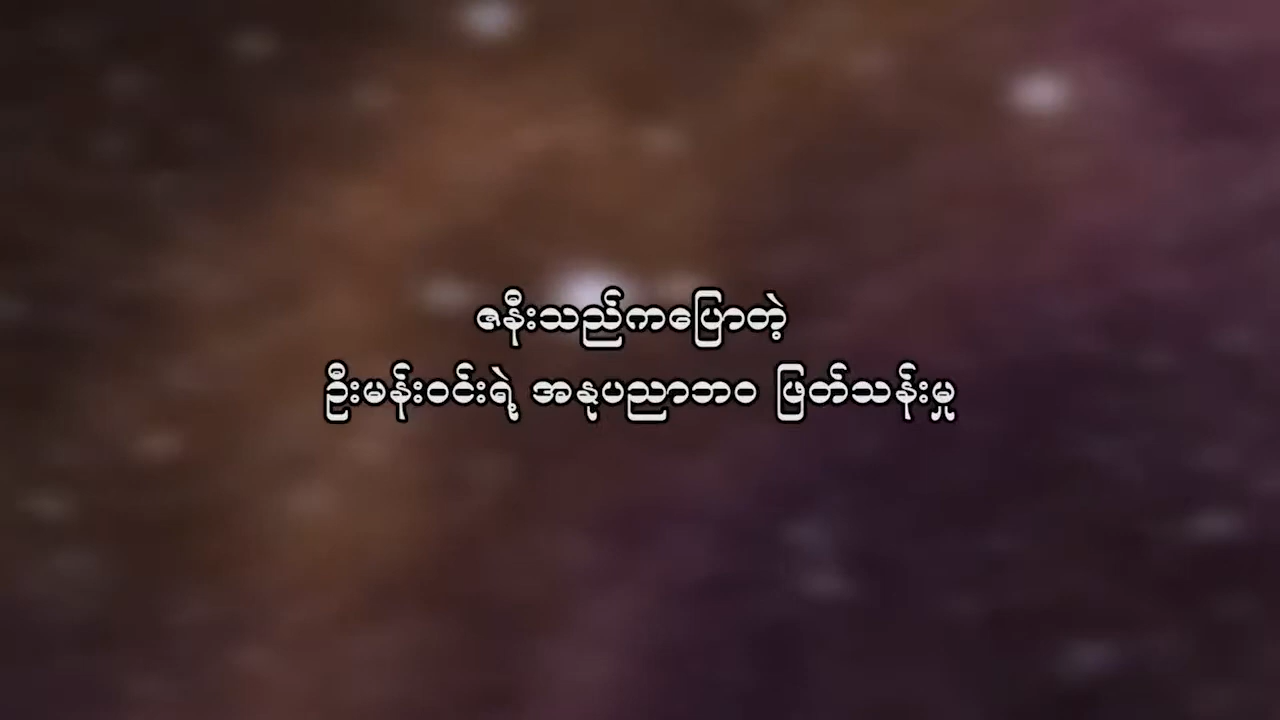 ဇနီးသည်ကပြောတဲ့
ဦးမန်းဝင်းရဲ့ အနုပညာဘဝ ဖြတ်သန်းမှု